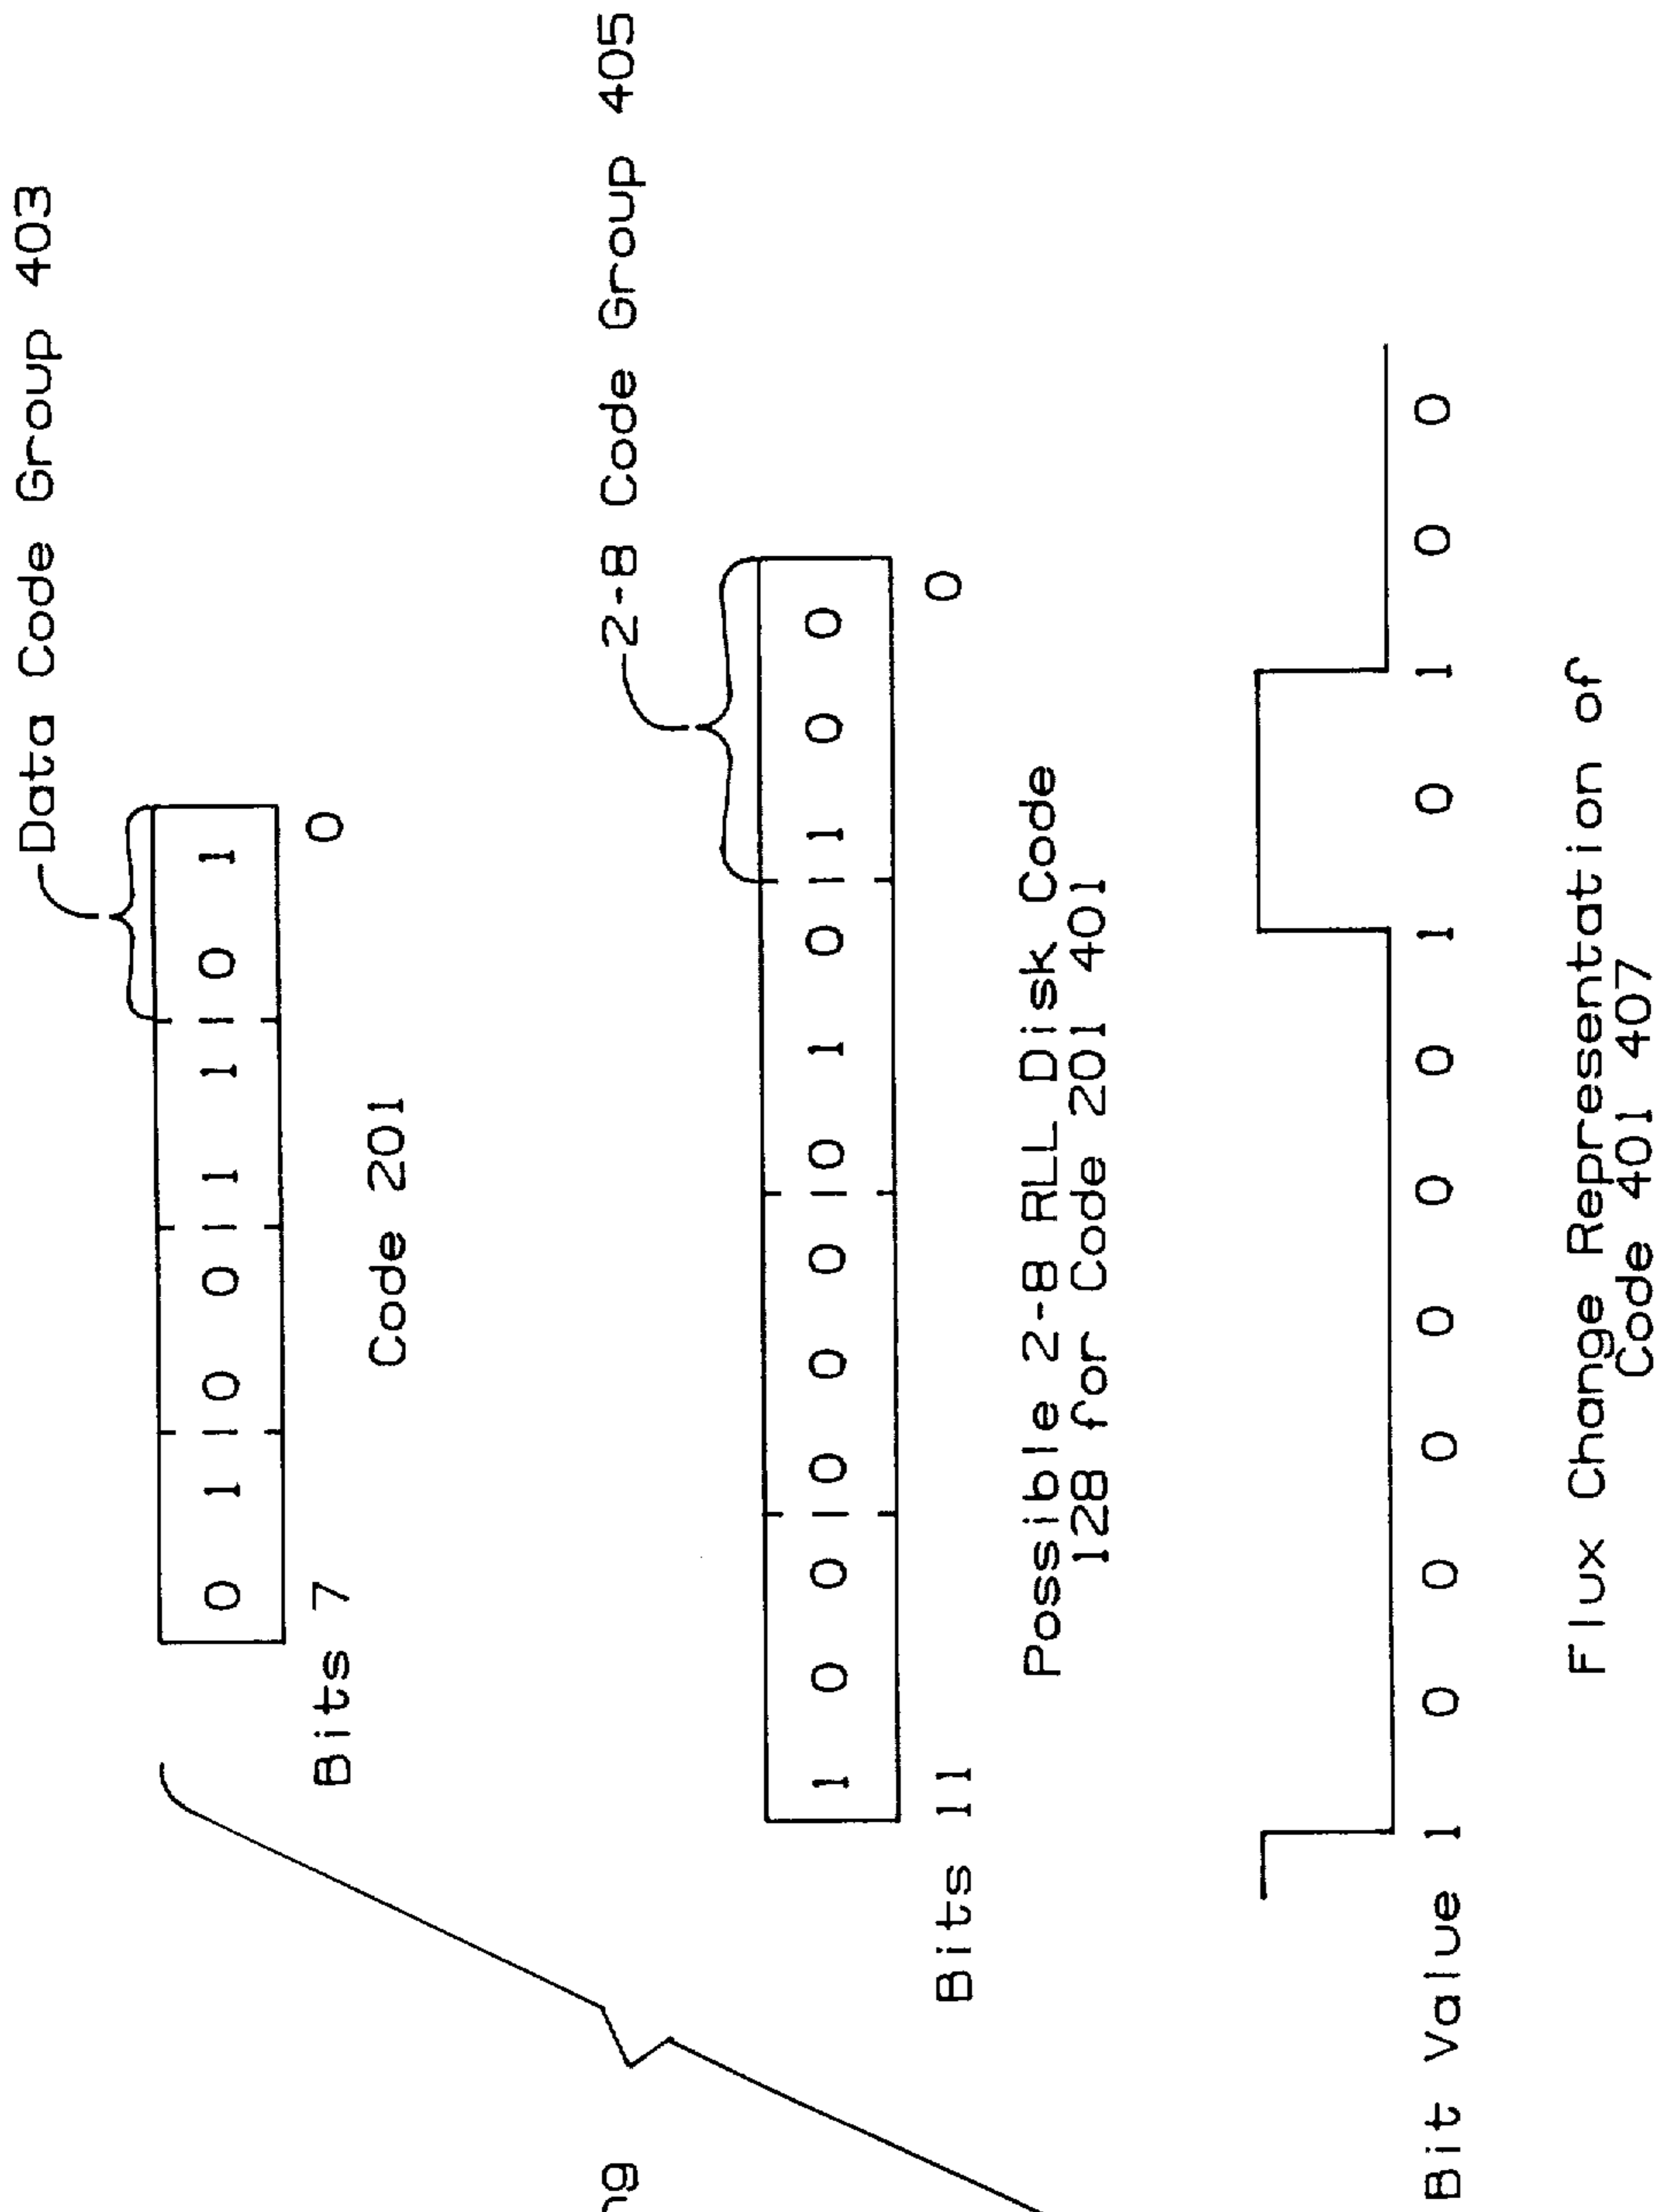 Data Code Group 403
0 1 0 0 1 1 0 1
Bits 7 0
Code 201
2-8 Code Group 405
1 0 0 0 0 0 0 1 0 1 0 0
Bits 11 0
Possible 2-8 RLL Disk Code
128 for Code 201 401
Bit Value 1 0 0 0 0 0 0 1 0 1 0 0
Flux Change Representation of
Code 401 407